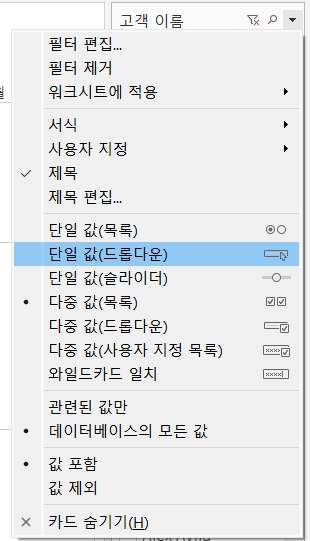 고객 이름
필터 편집...
필터 제거
워크시트에 적용
서식
사용자 지정
제목
제목 편집...
단일 값(목록)
단일 값(드롭다운)
단일 값(슬라이더)
다중 값(목록)
다중 값(드롭다운)
다중 값(사용자 지정 목록)
와일드카드 일치
관련된 값만
데이터베이스의 모든 값
값 포함
값 제외
카드 숨기기(H)